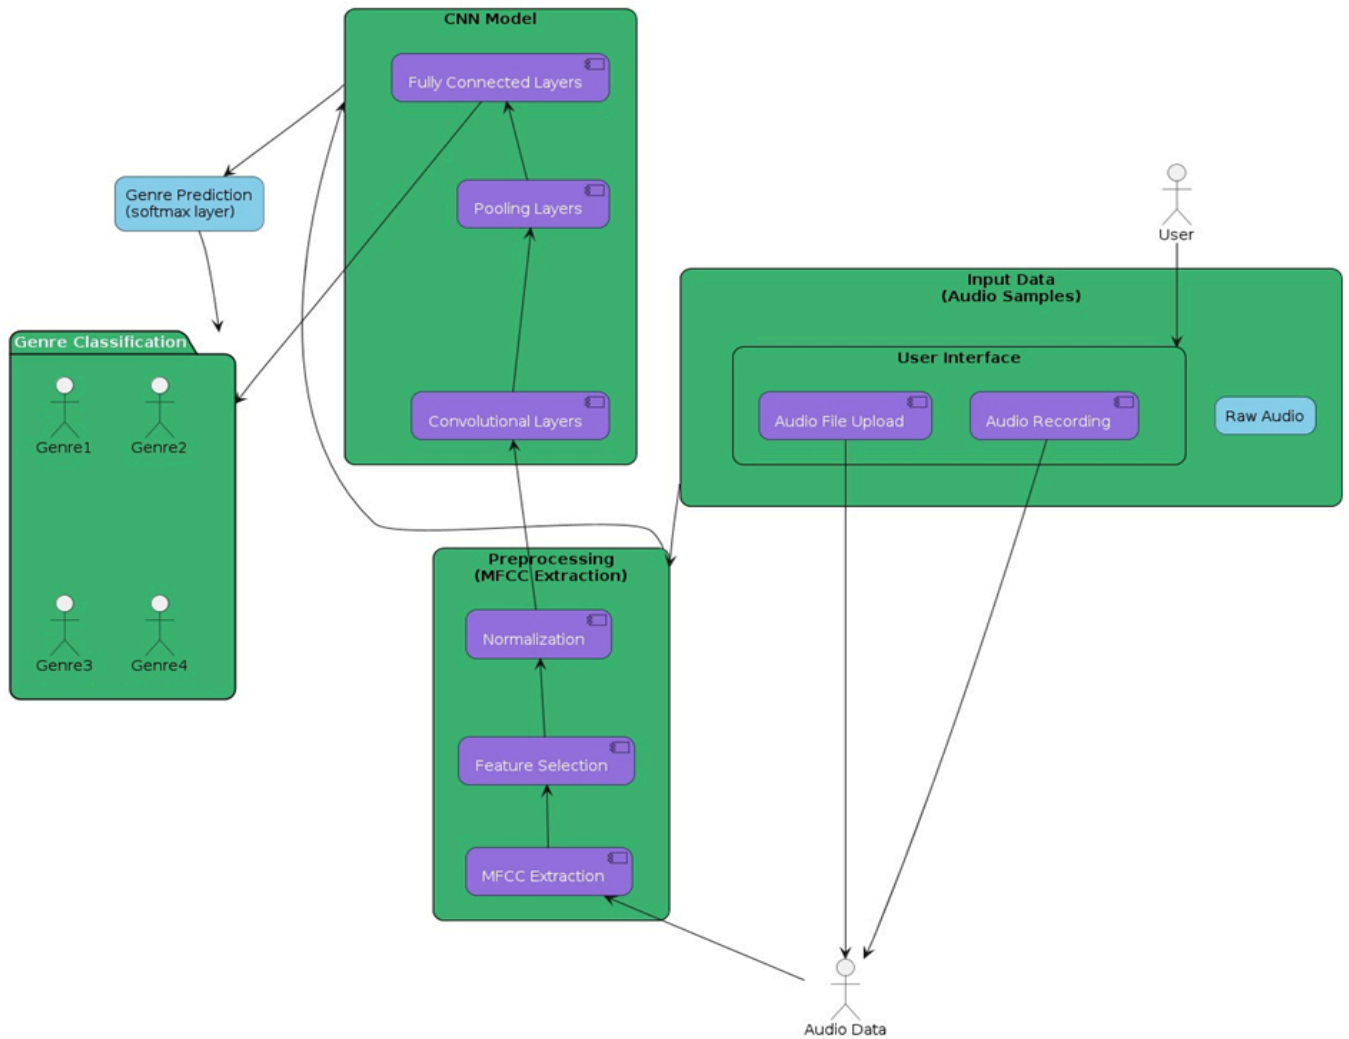 CNN Model
Fully Connected Layers
Pooling Layers
Convolutional Layers
Genre Prediction
(softmax layer)
User
Input Data
(Audio Samples)
User Interface
Audio File Upload
Audio Recording
Raw Audio
Genre Classification
Genre1
Genre2
Genre3
Genre4
Preprocessing
(MFCC Extraction)
Normalization
Feature Selection
MFCC Extraction
Audio Data